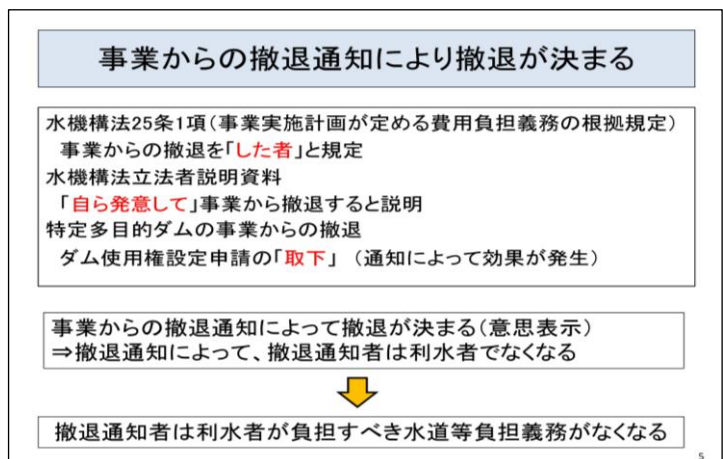 事業からの撤退通知により撤退が決まる
水機構法25条1項(事業実施計画が定める費用負担義務の根拠規定)
事業からの撤退を「した者」と規定
水機構法立法者説明資料
「自ら発意して」事業から撤退すると説明
特定多目的ダムの事業からの撤退
ダム使用権設定申請の「取下」 (通知によって効果が発生)
事業からの撤退通知によって撤退が決まる(意思表示)
⇒撤退通知によって、撤退通知者は利水者でなくなる
撤退通知者は利水者が負担すべき水道等負担義務がなくなる
5